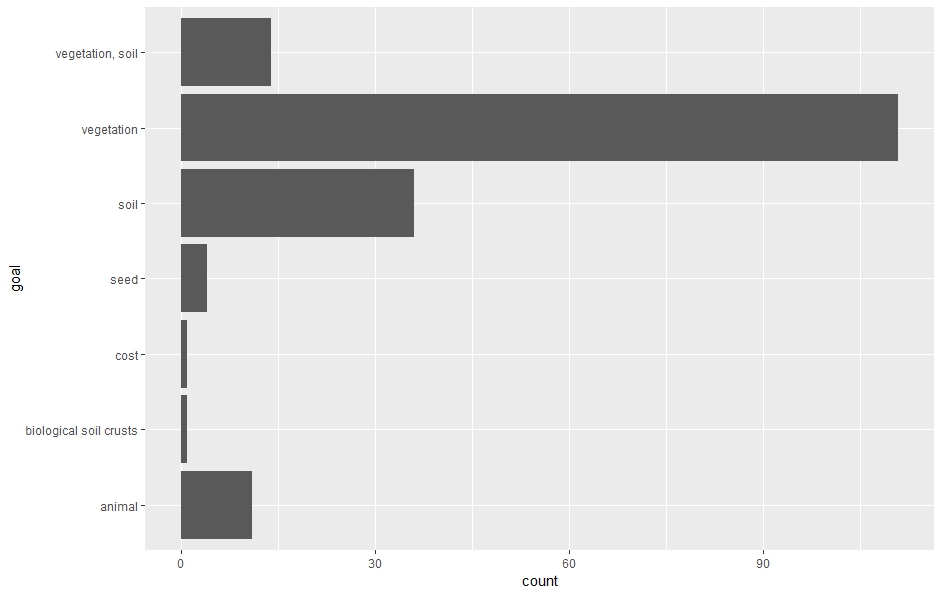 vegetation, soil
vegetation
soil
seed
cost
biological soil crusts
animal
goal
0 30 60 90
count